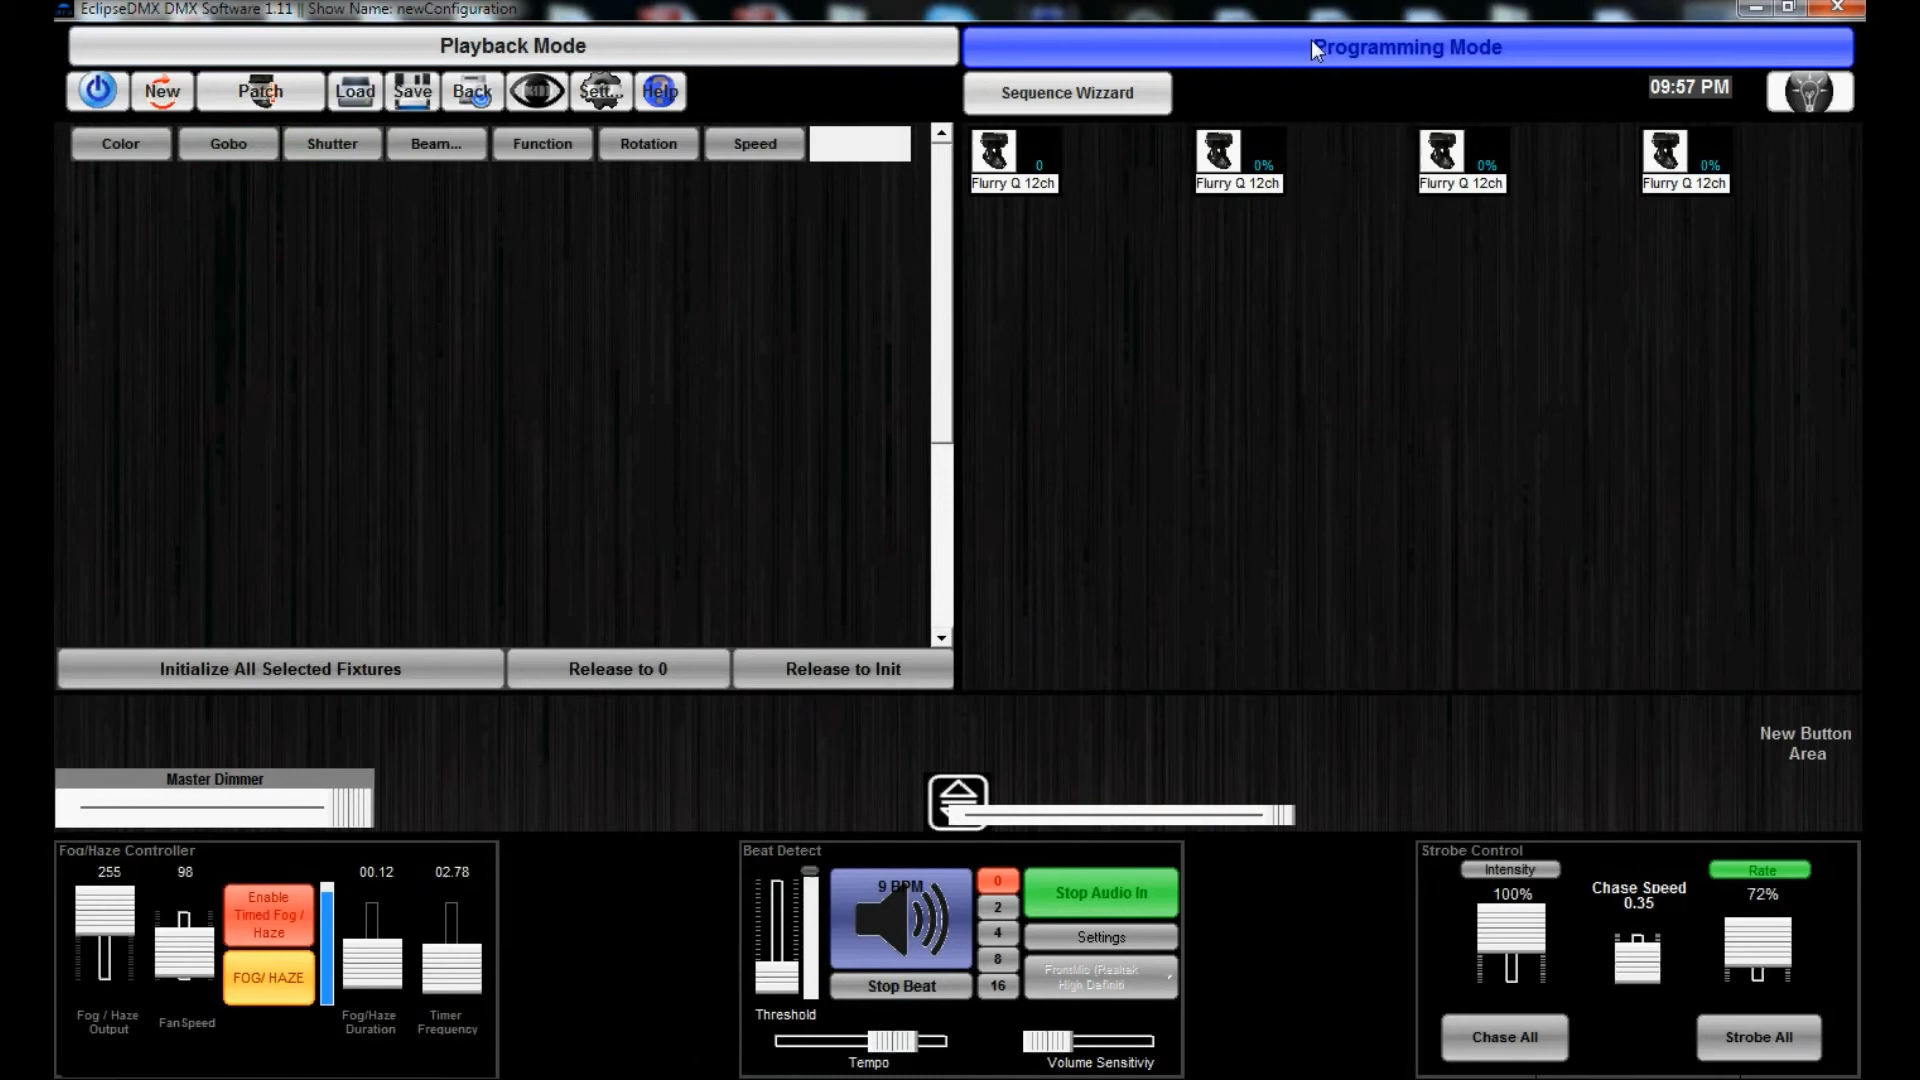 EclipseDMX DMX Software 1.11 || Show Name: newConfiguration
Playback Mode
Programming Mode
New
Patch
Load
Save
Back
Sett...
Help
Sequence Wizzard
09:57 PM
Color
Gobo
Shutter
Beam...
Function
Rotation
Speed
0
0%
0%
0%
Flurry Q 12ch
Flurry Q 12ch
Flurry Q 12ch
Flurry Q 12ch
Initialize All Selected Fixtures
Release to 0
Release to Init
New Button
Area
Master Dimmer
Fog/Haze Controller
255
98
00.12
02.78
Enable
Timed Fog /
Haze
FOG/ HAZE
Fog / Haze
Output
Fan Speed
Fog/Haze
Duration
Timer
Frequency
Beat Detect
9 BPM
Stop Beat
0
2
4
8
16
Stop Audio In
Settings
FrontMic (Realtek
High Definiti
Threshold
Tempo
Volume Sensitiviy
Strobe Control
Intensity
100%
Chase Speed
0.35
Rate
72%
Chase All
Strobe All